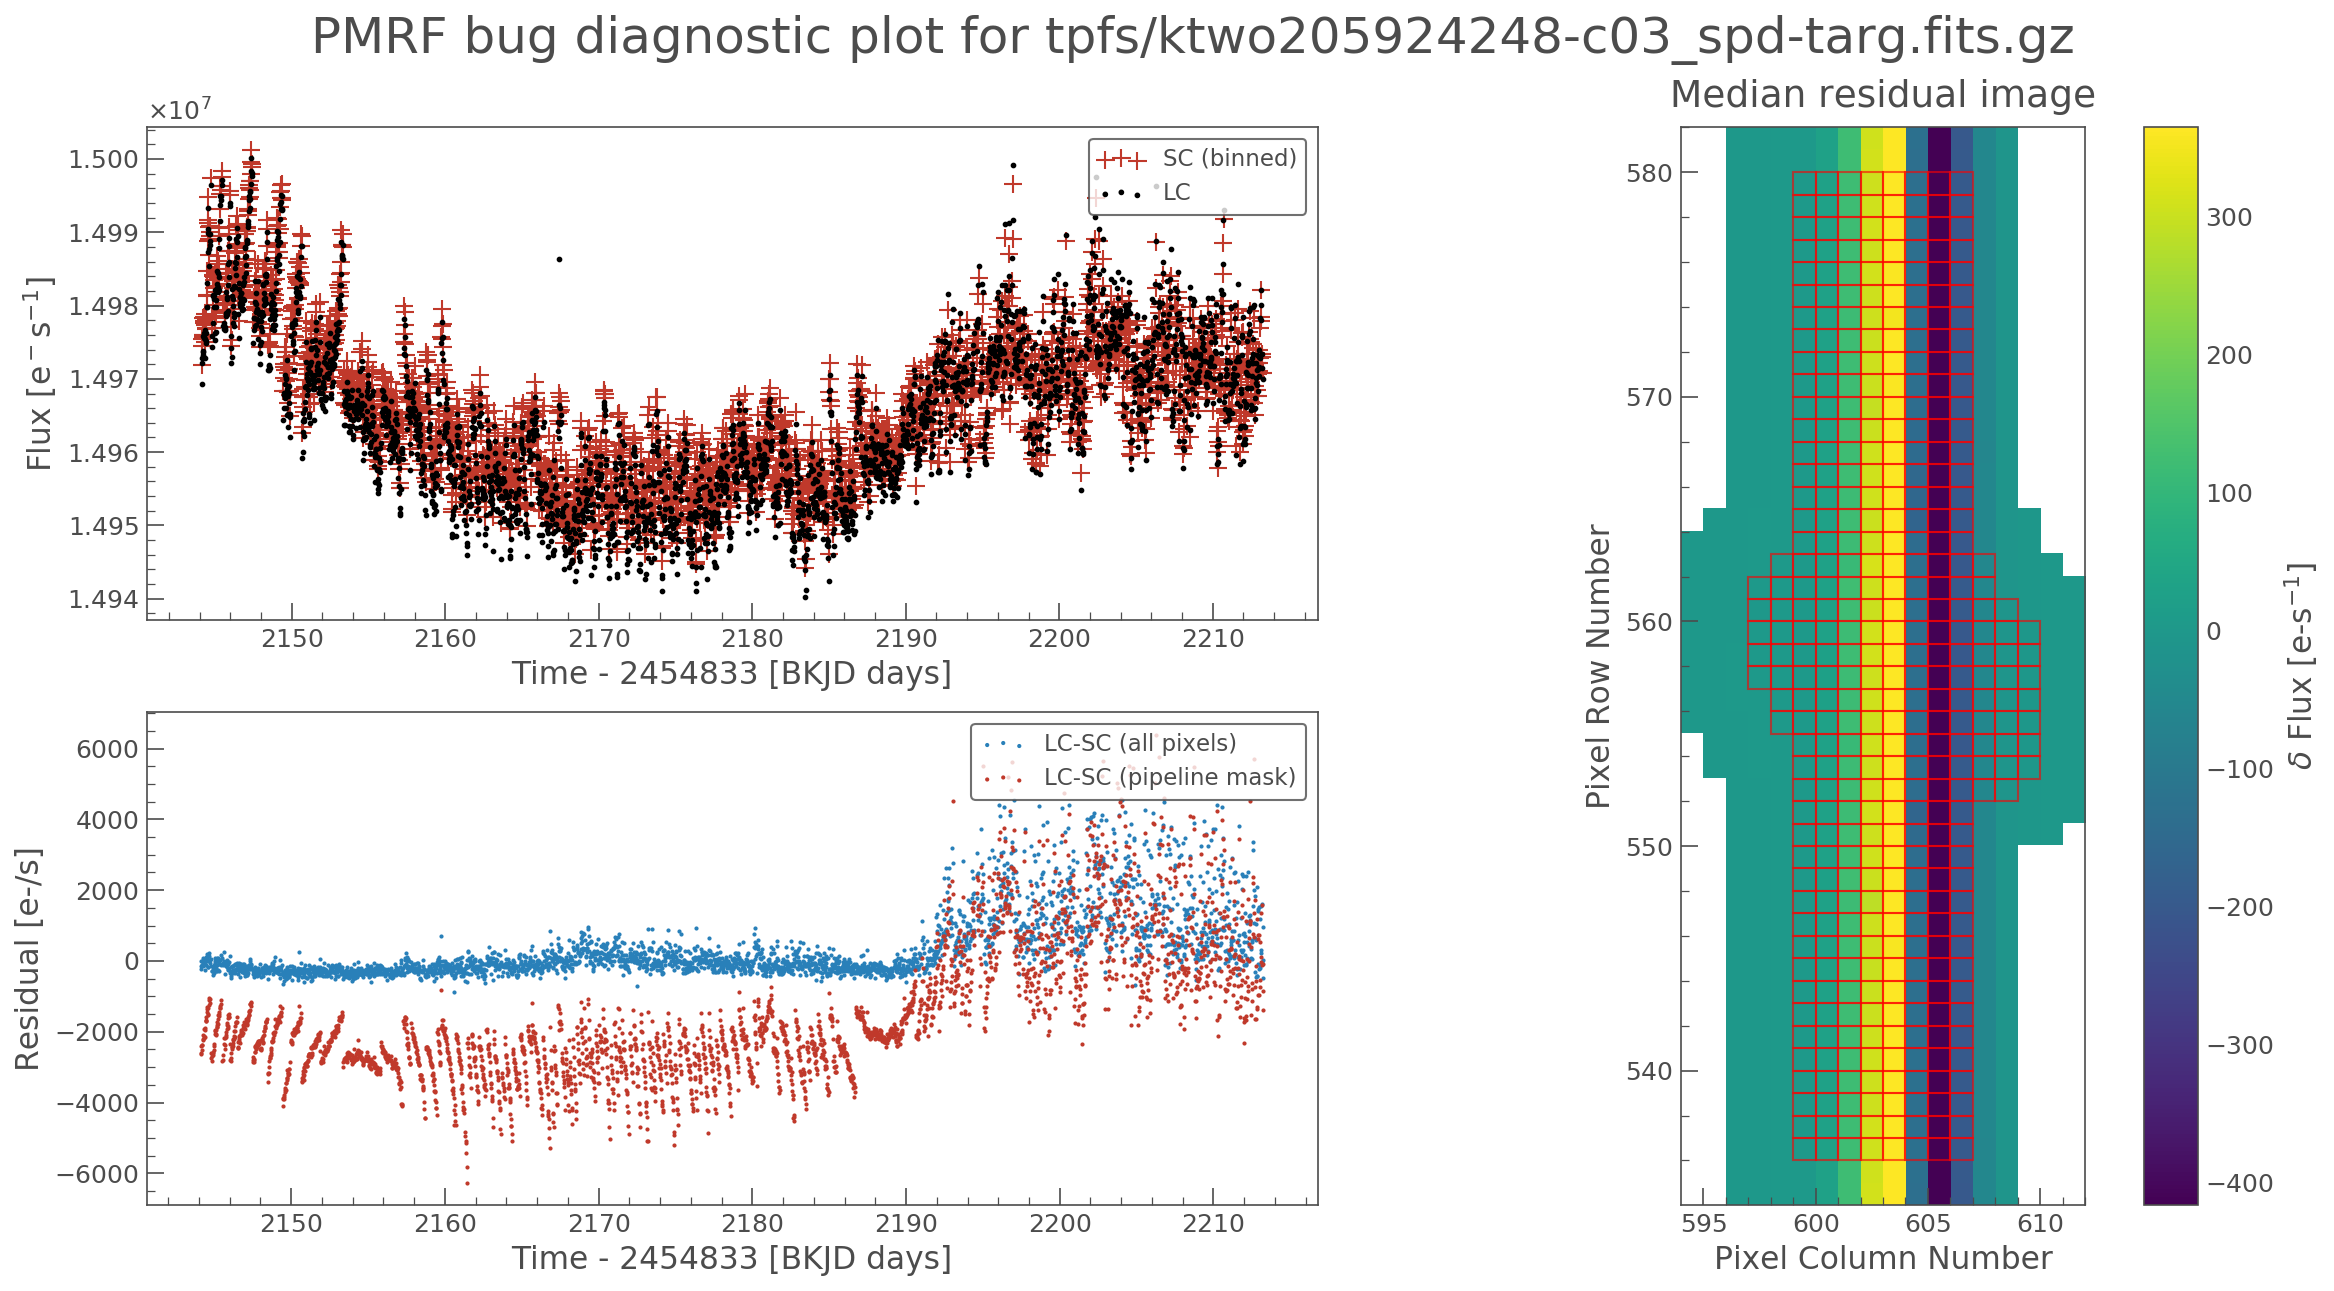 PMRF bug diagnostic plot for tpfs/ktwo205924248-c03_spd-targ.fits.gz
×10⁷
1.500
1.499
1.498
1.497
1.496
1.495
1.494
Flux [e⁻ s⁻¹]
SC (binned)
LC
2150 2160 2170 2180 2190 2200 2210
Time - 2454833 [BKJD days]
6000
4000
2000
0
−2000
−4000
−6000
Residual [e-/s]
LC-SC (all pixels)
LC-SC (pipeline mask)
2150 2160 2170 2180 2190 2200 2210
Time - 2454833 [BKJD days]
Median residual image
580
570
560
550
540
Pixel Row Number
595 600 605 610
Pixel Column Number
300
200
100
0
−100
−200
−300
−400
δ Flux [e-s⁻¹]